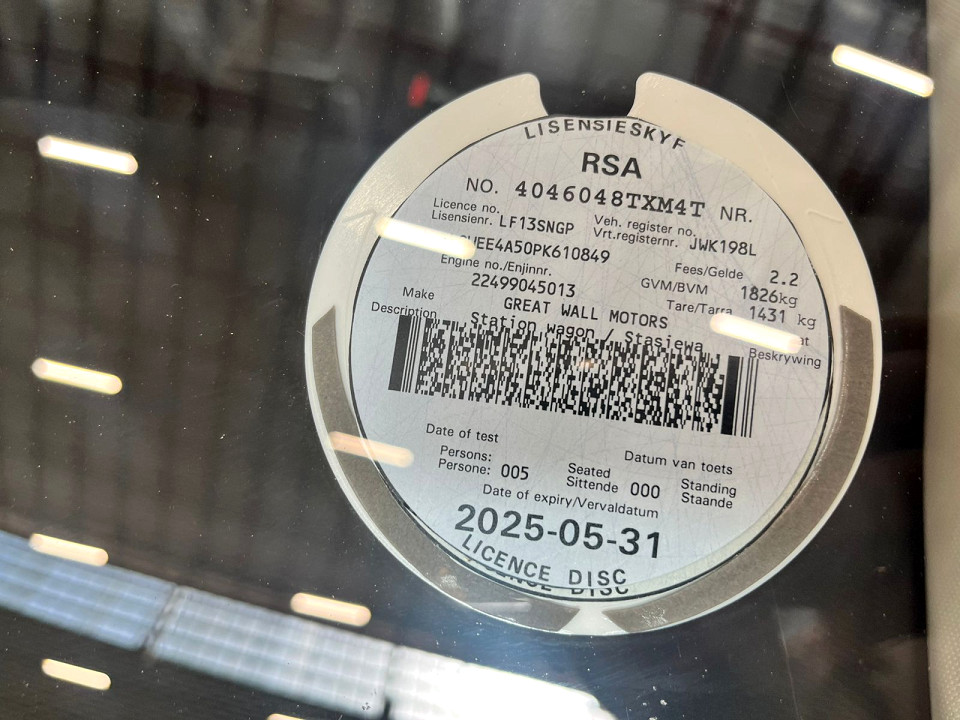 LISENSIESKYF
RSA
NO. 4046048TXM4T NR.
Licence no. Lisensienr. LF13SNGP Veh. register no. Vrt.registernr. JWK198L
Fees/Gelde 2.2
Engine no./Enjinnr. 22499045013 GVM/BVM 1826kg
Tare/Tarra 1431 kg
Make GREAT WALL MOTORS
Description Station wagon / Stasiewa Beskrywing
Date of test Datum van toets
Persons: Persone: 005 Seated Sittende 000 Standing Staande
Date of expiry/Vervaldatum
2025-05-31
LICENCE DISC
LICENCE DISC